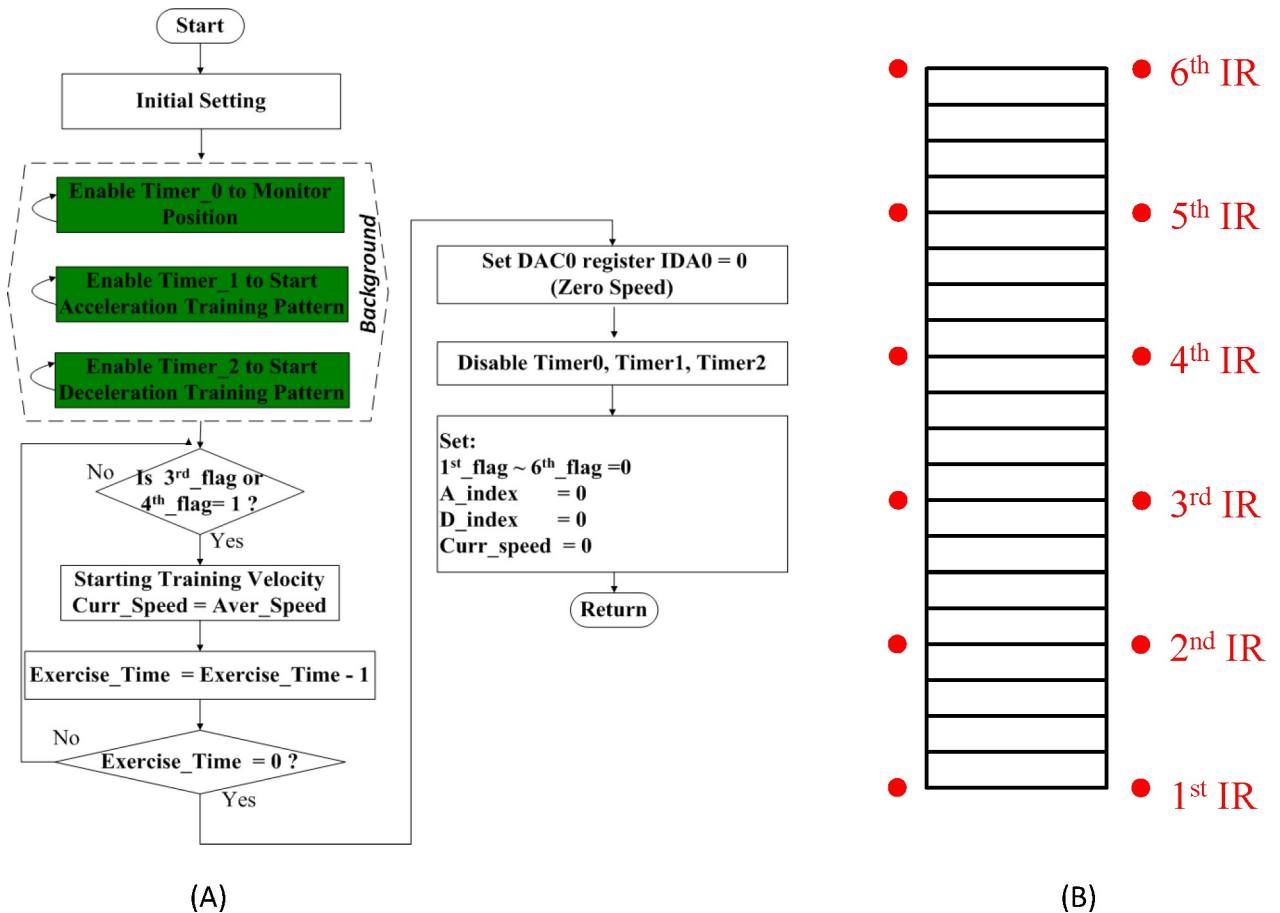 Start
Initial Setting
Enable Timer_0 to Monitor
Position
Enable Timer_1 to Start
Acceleration Training Pattern
Enable Timer_2 to Start
Deceleration Training Pattern
Background
No
Is 3rd_flag or
4th_flag= 1 ?
Yes
Starting Training Velocity
Curr_Speed = Aver_Speed
Exercise_Time = Exercise_Time - 1
No
Exercise_Time = 0 ?
Yes
Set DAC0 register IDA0 = 0
(Zero Speed)
Disable Timer0, Timer1, Timer2
Set:
1st_flag ~ 6th_flag =0
A_index = 0
D_index = 0
Curr_speed = 0
Return
(A)
6th IR
5th IR
4th IR
3rd IR
2nd IR
1st IR
(B)